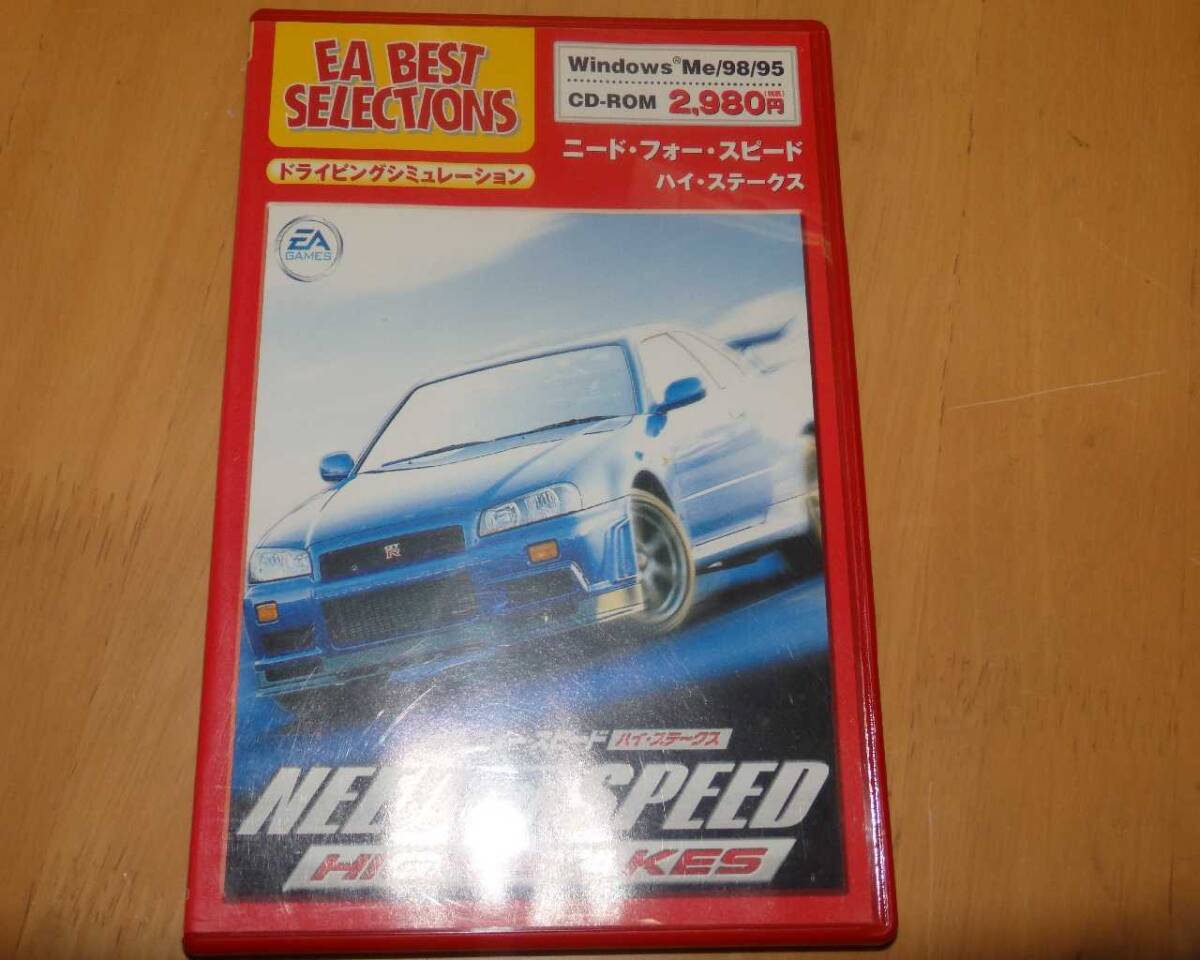 EA BEST
SELECTIONS
Windows®Me/98/95
CD-ROM 2,980円
ドライビングシミュレーション
ニード・フォー・スピード
ハイ・ステークス
EA
GAMES
GT
R
スピード ハイ・ステークス
SPEED